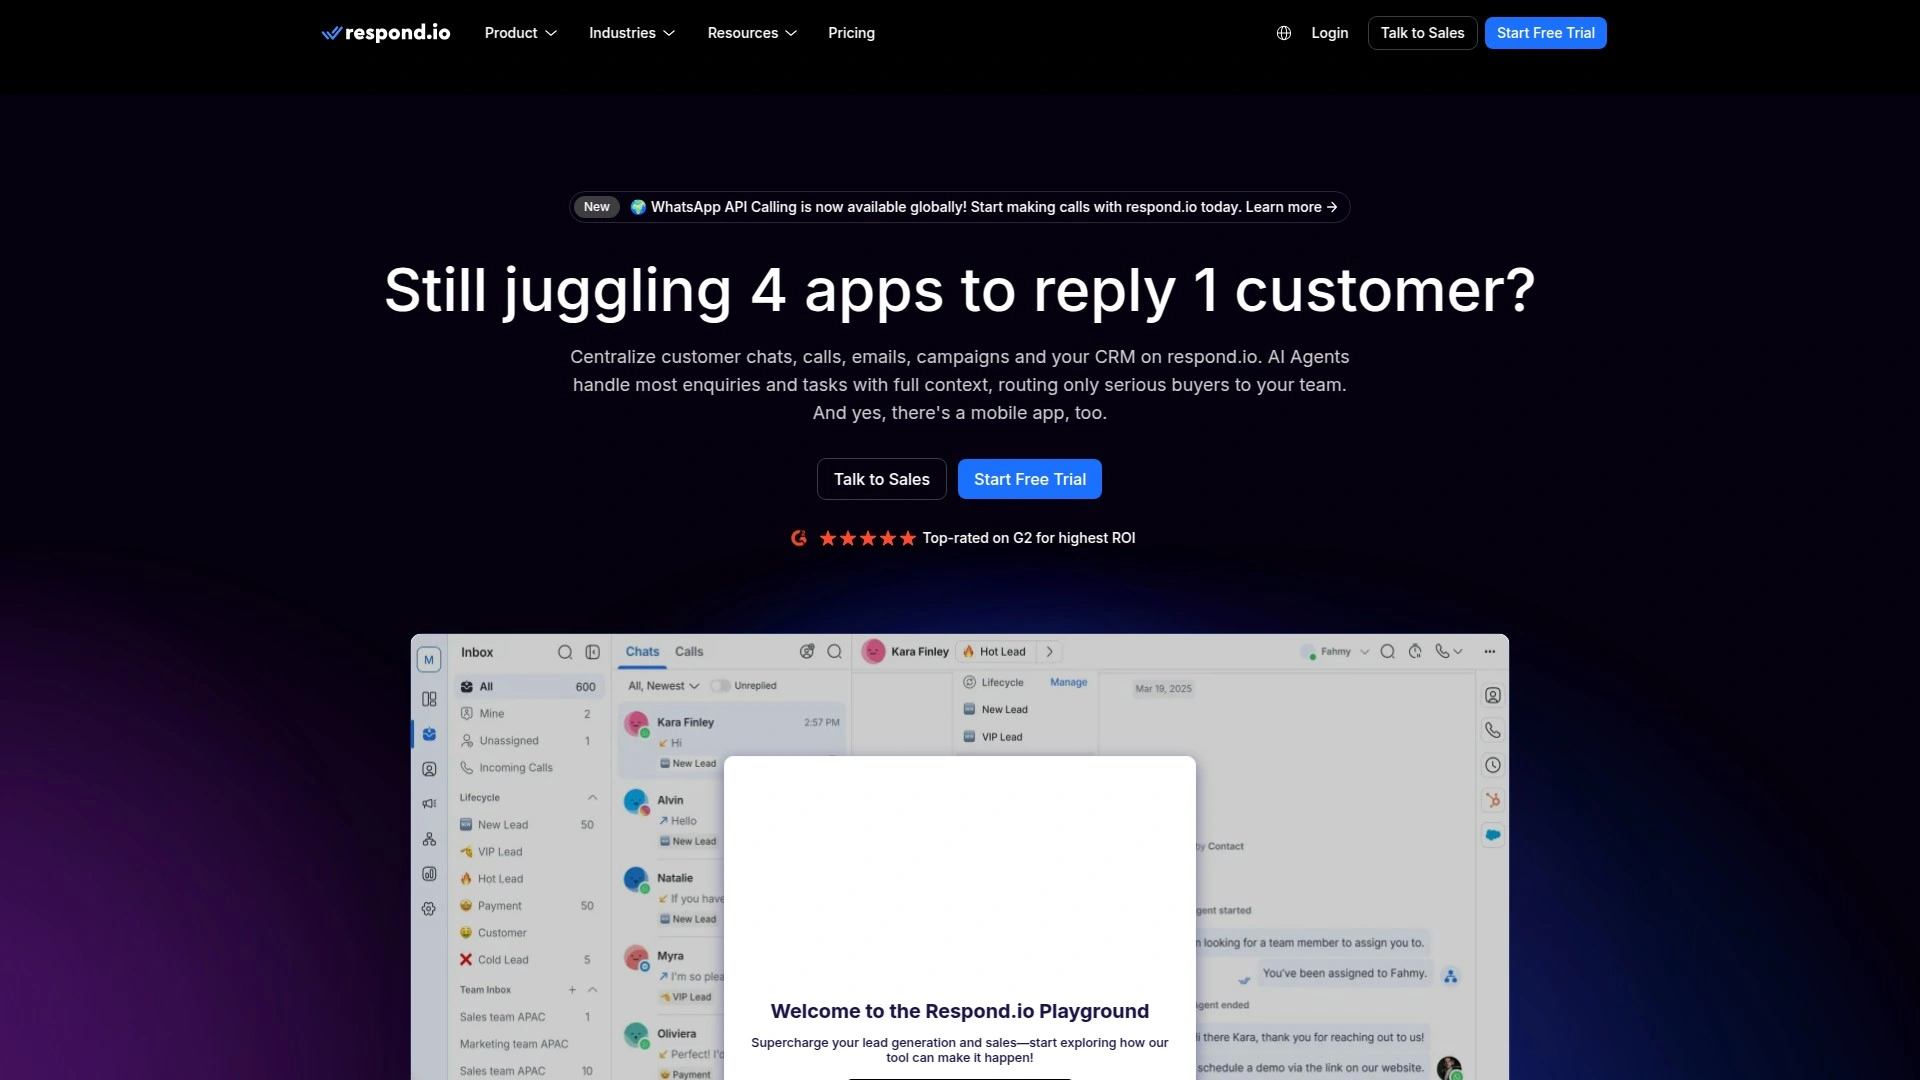 respond.io
Product
Industries
Resources
Pricing
Login
Talk to Sales
Start Free Trial
New
WhatsApp API Calling is now available globally! Start making calls with respond.io today. Learn more →
Still juggling 4 apps to reply 1 customer?
Centralize customer chats, calls, emails, campaigns and your CRM on respond.io. AI Agents
handle most enquiries and tasks with full context, routing only serious buyers to your team.
And yes, there's a mobile app, too.
Talk to Sales
Start Free Trial
Top-rated on G2 for highest ROI
M
Inbox
All 600
Mine 2
Unassigned 1
Incoming Calls
Lifecycle
New Lead 50
VIP Lead
Hot Lead
Payment 50
Customer
Cold Lead 5
Team Inbox +
Sales team APAC 1
Marketing team APAC
Sales team APAC 10
Chats
Calls
All, Newest
Unreplied
Kara Finley 2:57 PM
Hi
New Lead
Alvin
Hello
New Lead
Natalie
If you have
New Lead
Myra
I'm so plea
VIP Lead
Oliviera
Perfect! I'd
Payment
Kara Finley
Hot Lead
Fahmy
Lifecycle Manage
New Lead
VIP Lead
Mar 19, 2025
by Contact
gent started
looking for a team member to assign you to.
You've been assigned to Fahmy.
Agent ended
there Kara, thank you for reaching out to us!
schedule a demo via the link on our website.
Welcome to the Respond.io Playground
Supercharge your lead generation and sales—start exploring how our
tool can make it happen!